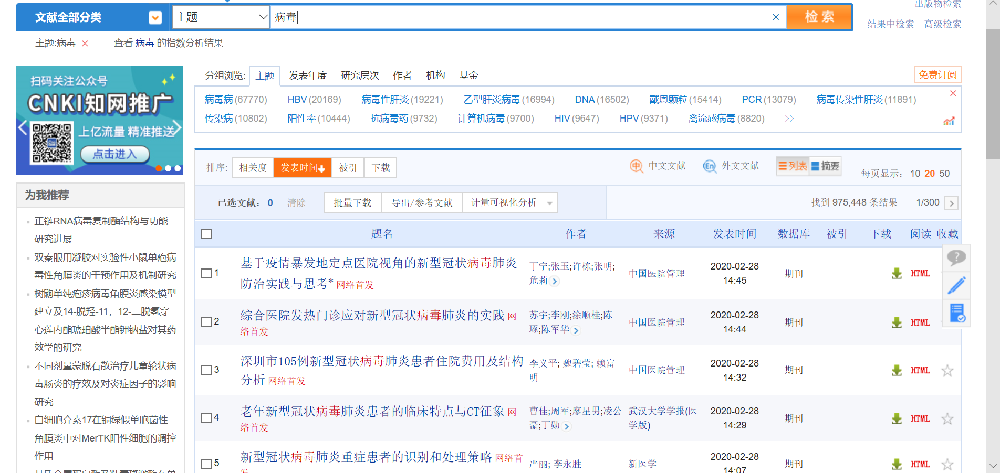 出版物检索
文献全部分类 主题 病毒 × 检索
结果中检索 高级检索
主题:病毒 × 查看 病毒 的指数分析结果
扫码关注公众号
CNKI知网推广
上亿流量 精准推送
点击进入
分组浏览: 主题 发表年度 研究层次 作者 机构 基金 免费订阅
病毒病(67770) HBV(20169) 病毒性肝炎(19221) 乙型肝炎病毒(16994) DNA(16502) 戴恩颗粒(15414) PCR(13079) 病毒传染性肝炎(11891)
传染病(10802) 阳性率(10444) 抗病毒药(9732) 计算机病毒(9700) HIV(9647) HPV(9371) 禽流感病毒(8820) >>
排序: 相关度 发表时间 被引 下载 中 中文文献 En 外文文献 列表 摘要 每页显示: 10 20 50
已选文献: 0 清除 批量下载 导出/参考文献 计量可视化分析 找到 975,448 条结果 1/300 >
题名 作者 来源 发表时间 数据库 被引 下载 阅读 收藏
1 基于疫情暴发地定点医院视角的新型冠状病毒肺炎
防治实践与思考* 网络首发
丁宁;张玉;许栋;张明;
危莉
中国医院管理
2020-02-28
14:45
期刊 HTML
2 综合医院发热门诊应对新型冠状病毒肺炎的实践 网
络首发
苏宇;李刚;涂顺桂;陈
琢;陈军华
中国医院管理
2020-02-28
14:44
期刊 HTML
3 深圳市105例新型冠状病毒肺炎患者住院费用及结构
分析 网络首发
李义平; 魏碧莹; 赖富
明
中国医院管理
2020-02-28
14:32
期刊 HTML
4 老年新型冠状病毒肺炎患者的临床特点与CT征象 网
络首发
曹佳;周军;廖星男;凌公
豪;丁勋
武汉大学学报(医
学版)
2020-02-28
14:29
期刊 HTML
5 新型冠状病毒肺炎重症患者的识别和处理策略 网络首
严丽; 李永胜
新医学
2020-02-28
14:07
期刊 HTML
为我推荐
正链RNA病毒复制酶结构与功能
研究进展
双秦眼用凝胶对实验性小鼠单疱病
毒性角膜炎的干预作用及机制研究
树鼩单纯疱疹病毒角膜炎感染模型
建立及14-脱羟-11，12-二脱氢穿
心莲内酯琥珀酸半酯钾钠盐对其药
效学的研究
不同剂量蒙脱石散治疗儿童轮状病
毒肠炎的疗效及对炎症因子的影响
研究
白细胞介素17在铜绿假单胞菌性
角膜炎中对MerTK阳性细胞的调控
作用